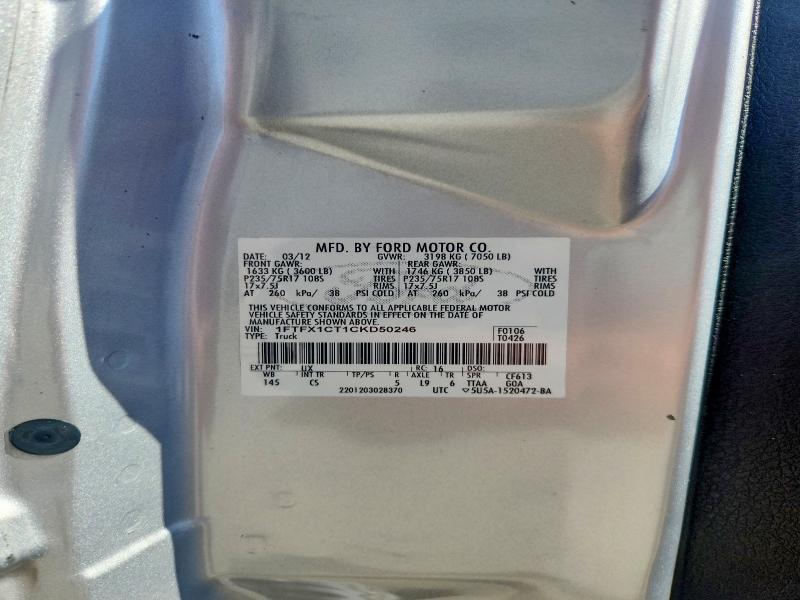 MFD. BY FORD MOTOR CO.
DATE: 03/12 GVWR: 3198 KG ( 7050 LB)
FRONT GAWR: REAR GAWR:
1633 KG ( 3600 LB) WITH 1746 KG ( 3850 LB) WITH
P235/75R17 108S TIRES P235/75R17 108S TIRES
17x7.5J RIMS 17x7.5J RIMS
AT 260 kPa/ 38 PSI COLD AT 260 kPa/ 38 PSI COLD
THIS VEHICLE CONFORMS TO ALL APPLICABLE FEDERAL MOTOR
VEHICLE SAFETY STANDARDS IN EFFECT ON THE DATE OF
MANUFACTURE SHOWN ABOVE.
VIN: 1FTFX1CT1CKD50246 F0106
TYPE: Truck T0426
EXT PNT: UX RC: 16 DSO:
WB INT TR TP/PS R AXLE TR SPR CF613
145 CS 5 L9 6 TTAA GOA
2201203028370 UTC 5U5A-1520472-BA